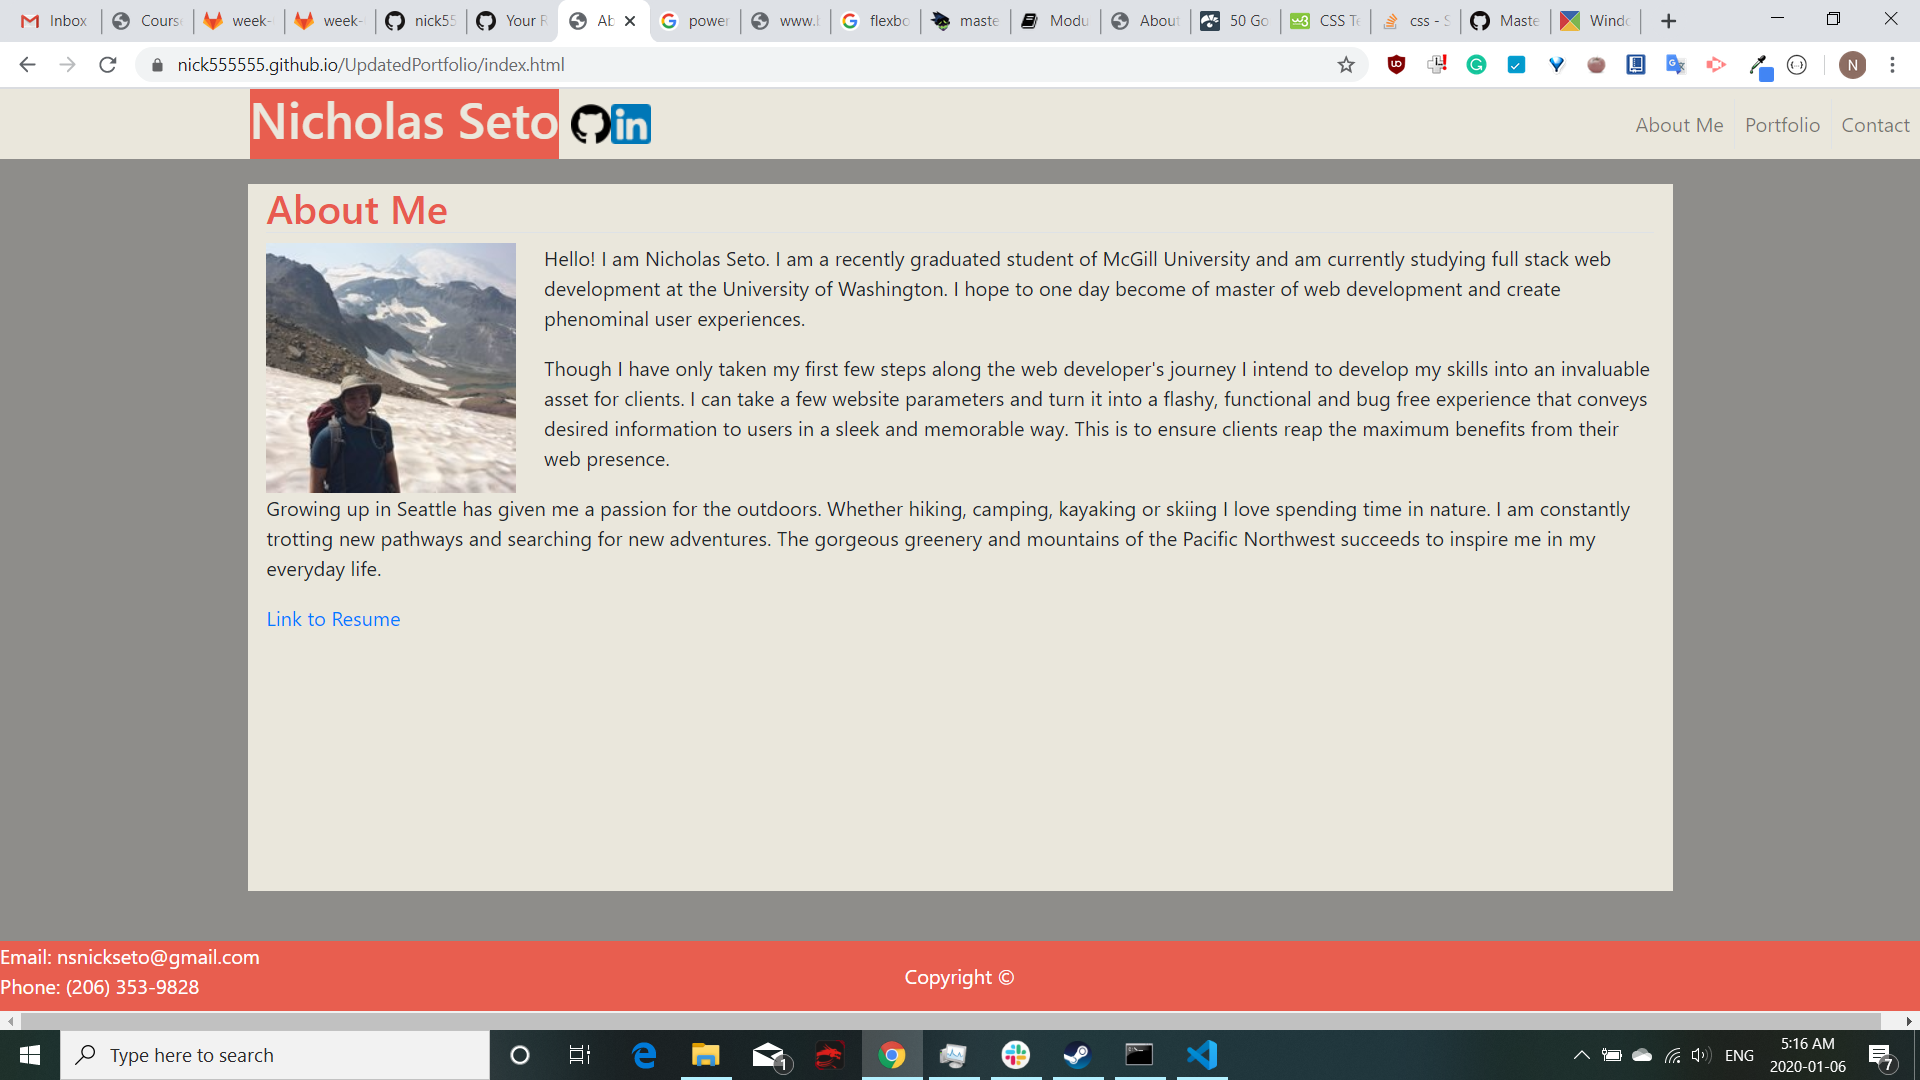 Inbox
Course
week-
week-
nick55
Your R
Ab
power
www.b
flexbo
maste
Modu
About
50 Go
CSS Te
css - S
Maste
Windo
nick555555.github.io/UpdatedPortfolio/index.html
N
Nicholas Seto
in
About Me
Portfolio
Contact
About Me
Hello! I am Nicholas Seto. I am a recently graduated student of McGill University and am currently studying full stack web
development at the University of Washington. I hope to one day become of master of web development and create
phenominal user experiences.
Though I have only taken my first few steps along the web developer's journey I intend to develop my skills into an invaluable
asset for clients. I can take a few website parameters and turn it into a flashy, functional and bug free experience that conveys
desired information to users in a sleek and memorable way. This is to ensure clients reap the maximum benefits from their
web presence.
Growing up in Seattle has given me a passion for the outdoors. Whether hiking, camping, kayaking or skiing I love spending time in nature. I am constantly
trotting new pathways and searching for new adventures. The gorgeous greenery and mountains of the Pacific Northwest succeeds to inspire me in my
everyday life.
Link to Resume
Email: nsnickseto@gmail.com
Phone: (206) 353-9828
Copyright ©
Type here to search
1
ENG
5:16 AM
2020-01-06
7